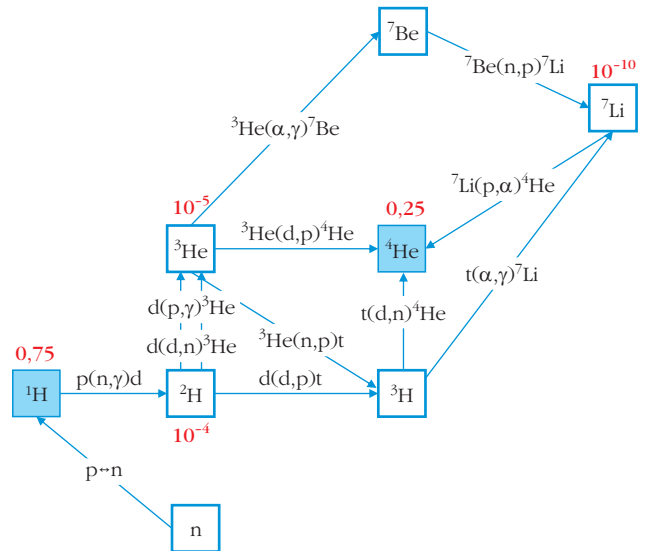 ⁷Be
⁷Be(n,p)⁷Li
10⁻¹⁰
⁷Li
³He(α,γ)⁷Be
⁷Li(p,α)⁴He
10⁻⁵
0,25
³He
³He(d,p)⁴He
⁴He
t(α,γ)⁷Li
d(p,γ)³He
t(d,n)⁴He
³He(n,p)t
d(d,n)³He
0,75
¹H
p(n,γ)d
²H
d(d,p)t
³H
10⁻⁴
p↔n
n